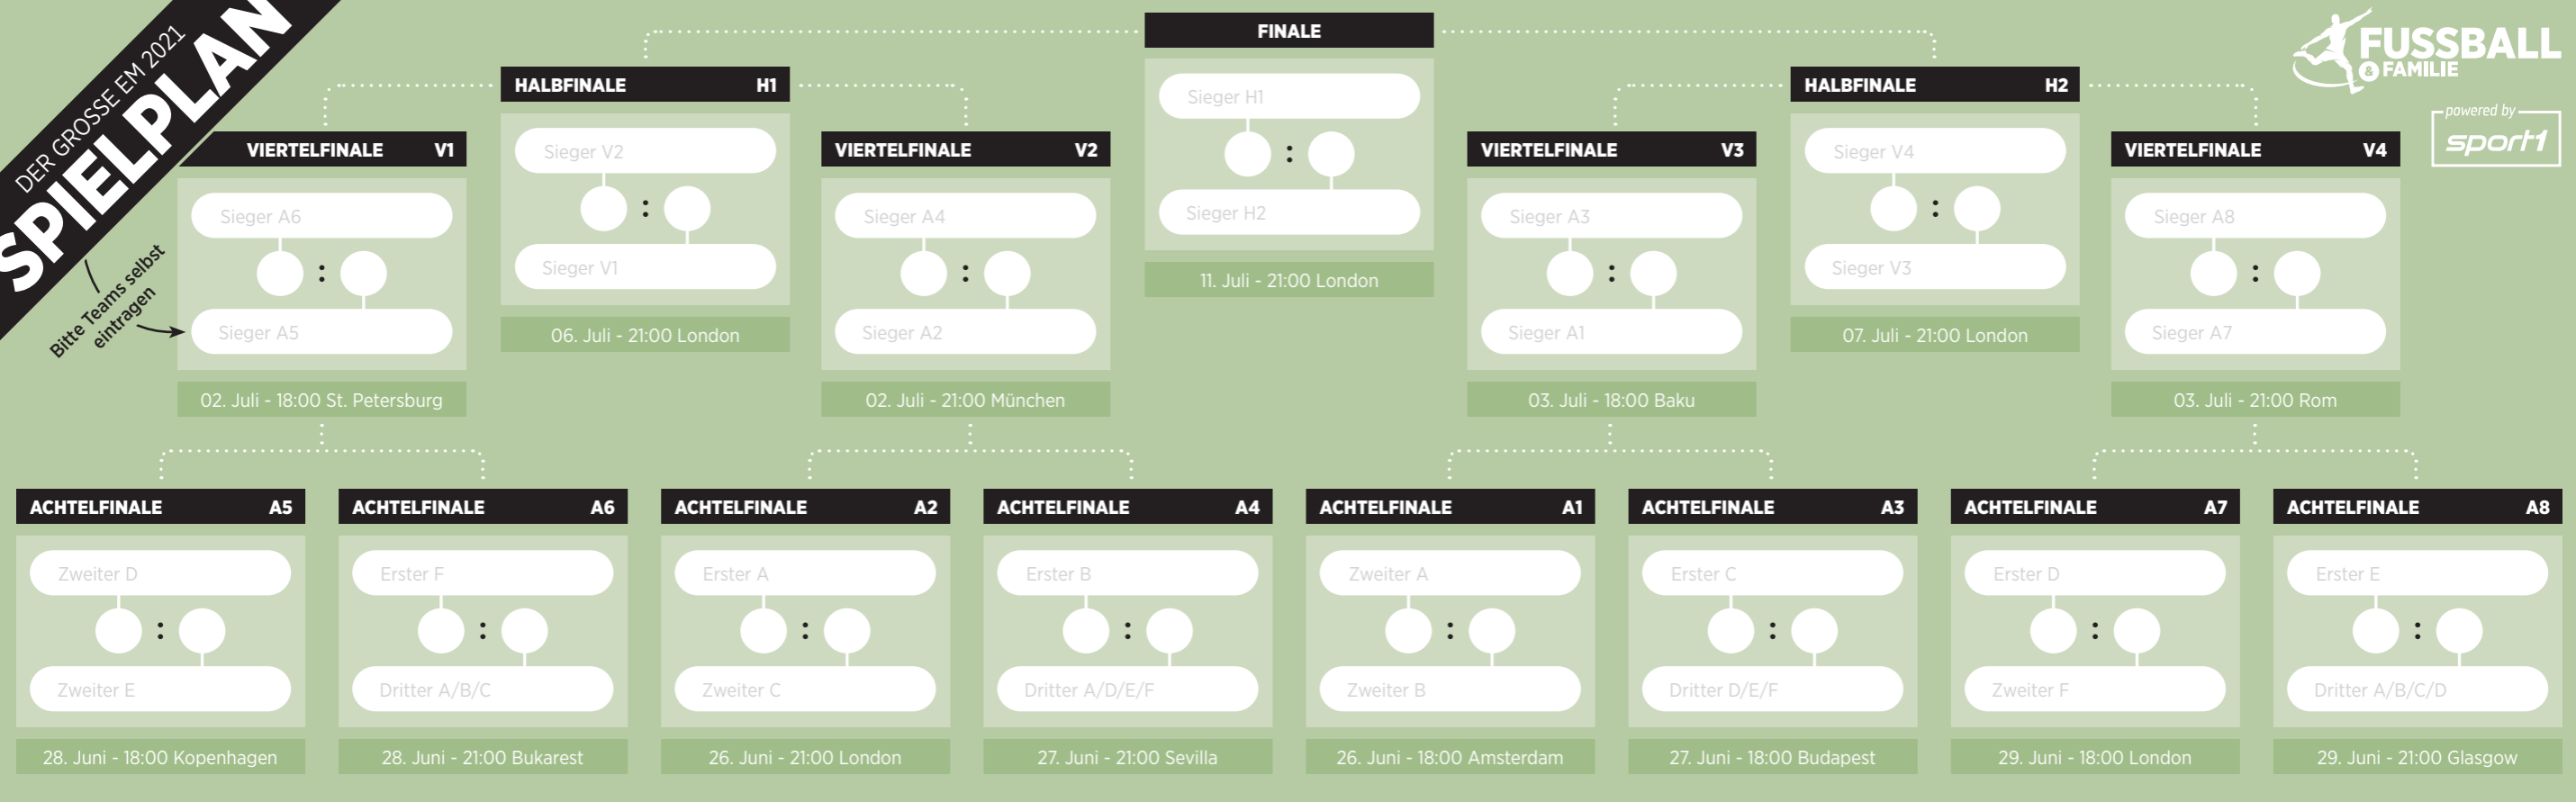 DER GROSSE EM 2021
SPIELPLAN
Bitte Teams selbst
eintragen
FUSSBALL
& FAMILIE
powered by
sport1
FINALE
Sieger H1
:
Sieger H2
11. Juli - 21:00 London
HALBFINALE H1
Sieger V2
:
Sieger V1
06. Juli - 21:00 London
HALBFINALE H2
Sieger V4
:
Sieger V3
07. Juli - 21:00 London
VIERTELFINALE V1
Sieger A6
:
Sieger A5
02. Juli - 18:00 St. Petersburg
VIERTELFINALE V2
Sieger A4
:
Sieger A2
02. Juli - 21:00 München
VIERTELFINALE V3
Sieger A3
:
Sieger A1
03. Juli - 18:00 Baku
VIERTELFINALE V4
Sieger A8
:
Sieger A7
03. Juli - 21:00 Rom
ACHTELFINALE A5
Zweiter D
:
Zweiter E
28. Juni - 18:00 Kopenhagen
ACHTELFINALE A6
Erster F
:
Dritter A/B/C
28. Juni - 21:00 Bukarest
ACHTELFINALE A2
Erster A
:
Zweiter C
26. Juni - 21:00 London
ACHTELFINALE A4
Erster B
:
Dritter A/D/E/F
27. Juni - 21:00 Sevilla
ACHTELFINALE A1
Zweiter A
:
Zweiter B
26. Juni - 18:00 Amsterdam
ACHTELFINALE A3
Erster C
:
Dritter D/E/F
27. Juni - 18:00 Budapest
ACHTELFINALE A7
Erster D
:
Zweiter F
29. Juni - 18:00 London
ACHTELFINALE A8
Erster E
:
Dritter A/B/C/D
29. Juni - 21:00 Glasgow